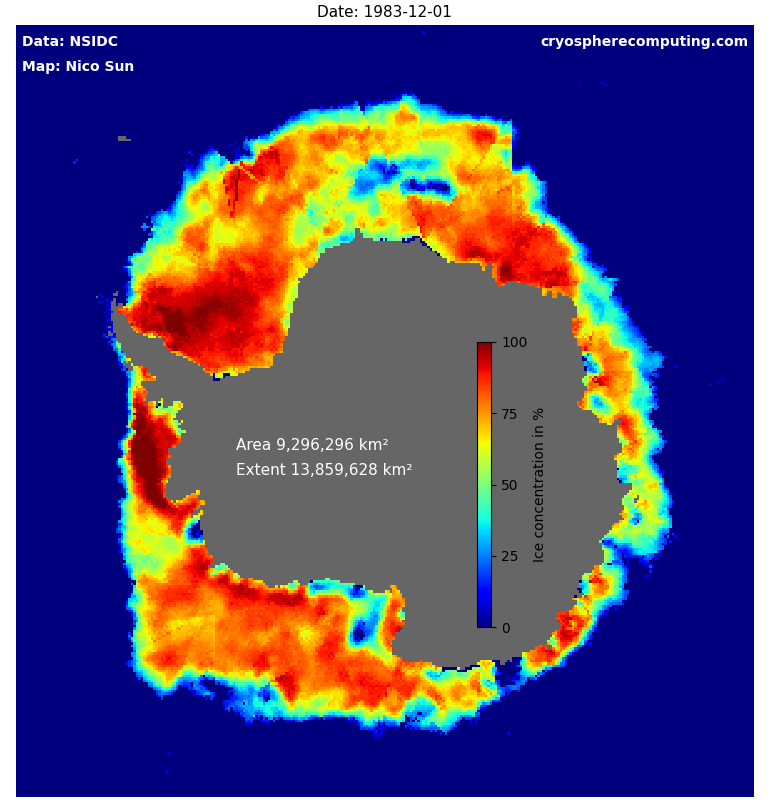 Date: 1983-12-01
Data: NSIDC
cryospherecomputing.com
Map: Nico Sun
Area 9,296,296 km²
Extent 13,859,628 km²
100
75
50
25
0
Ice concentration in %